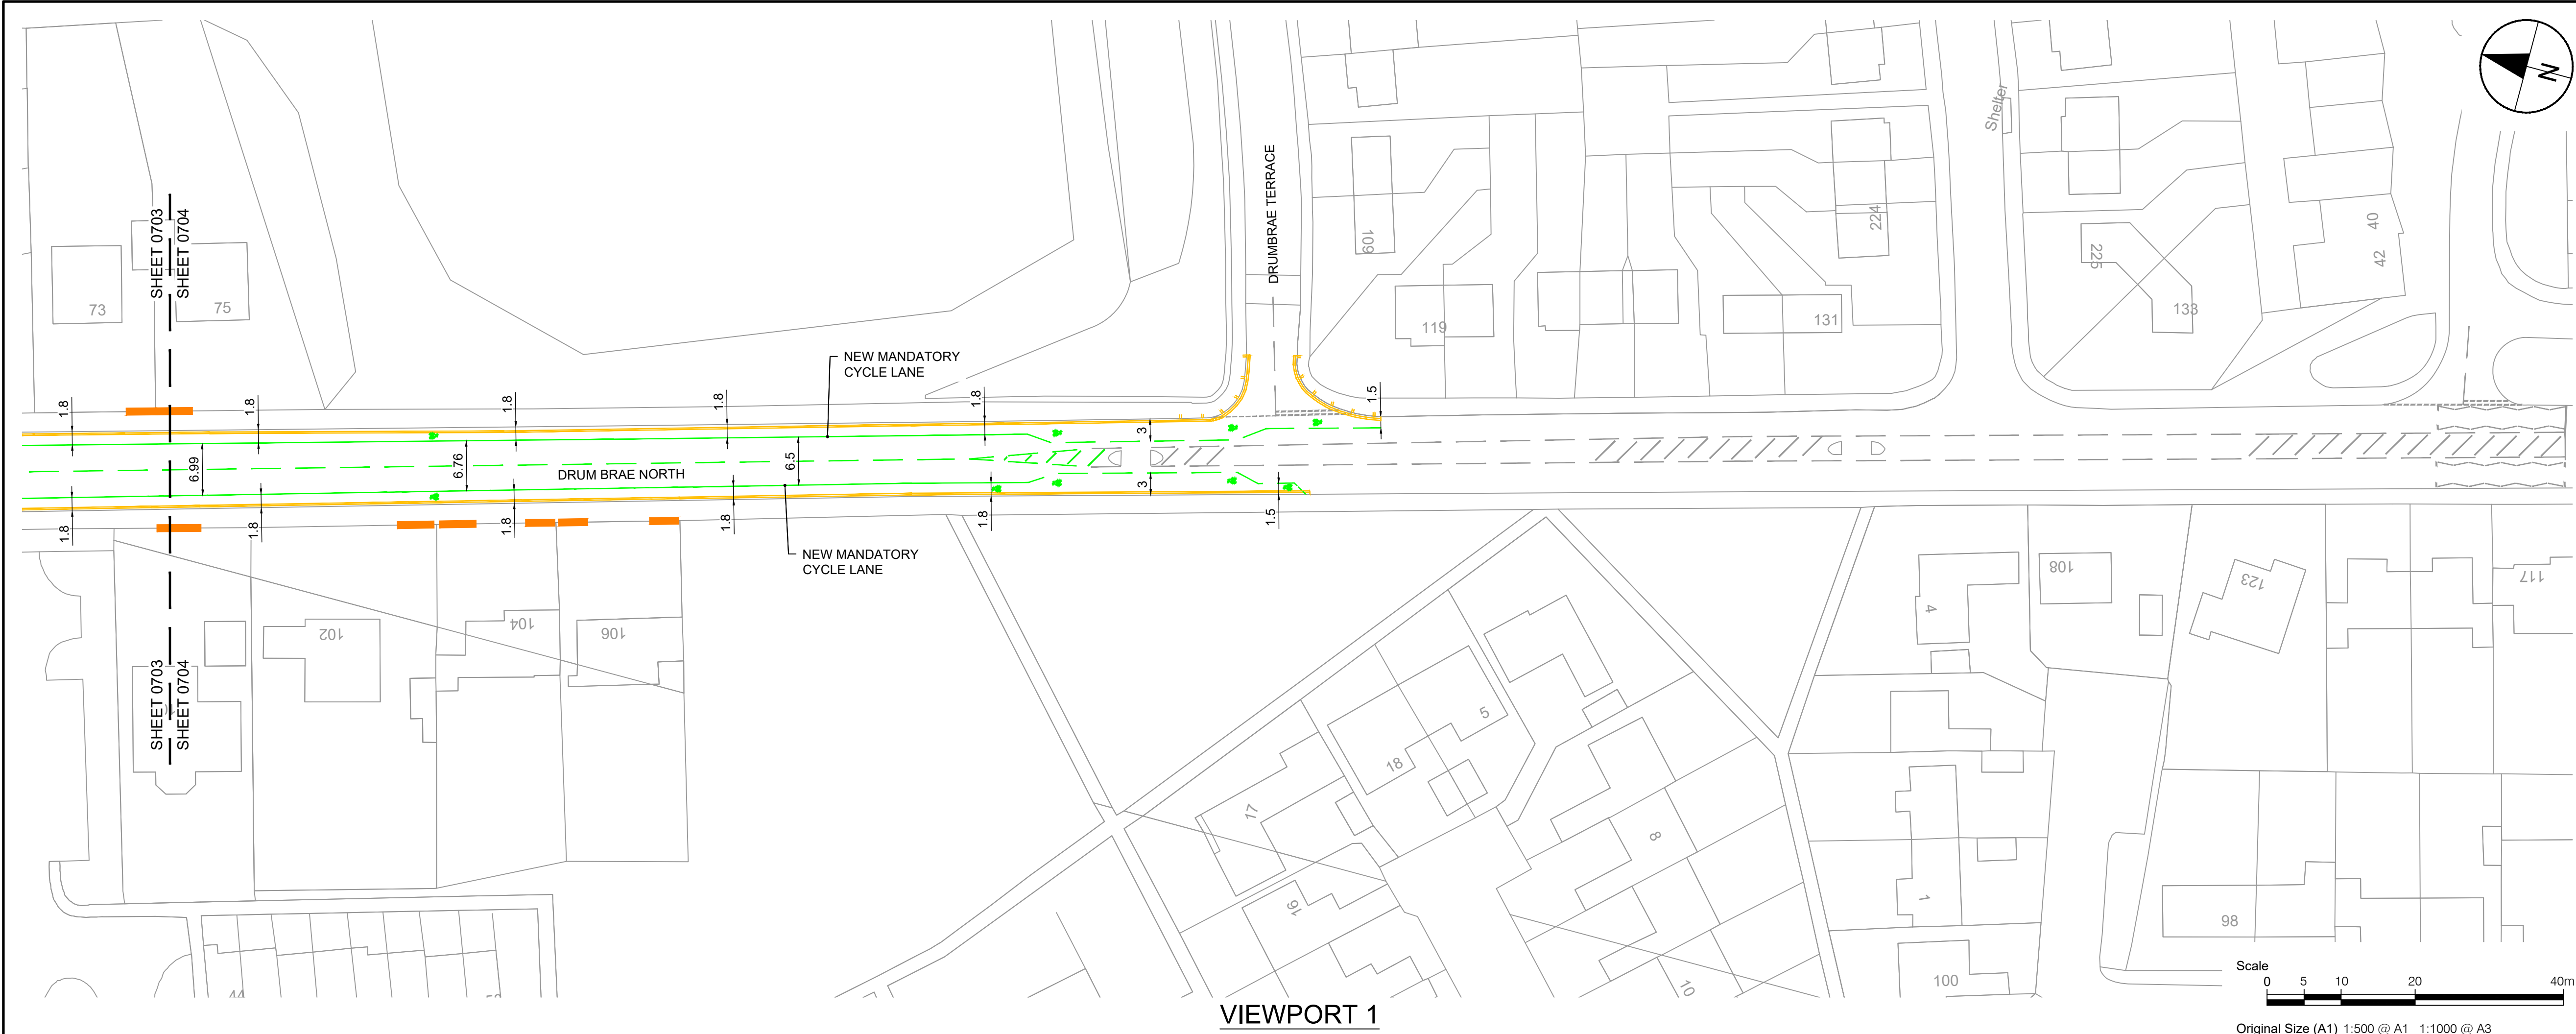 N
Shelter
DRUMBRAE TERRACE
109
224
225
40
42
133
131
119
SHEET 0703
SHEET 0704
73
75
NEW MANDATORY
CYCLE LANE
1.8
1.8
1.8
1.8
1.8
1.5
3
6.99
6.76
6.5
DRUM BRAE NORTH
3
1.8
1.8
1.8
1.8
1.8
1.5
NEW MANDATORY
CYCLE LANE
102
104
106
SHEET 0703
SHEET 0704
4
108
123
117
5
18
17
8
16
1
10
98
100
44
VIEWPORT 1
Scale
0 5 10 20 40m
Original Size (A1) 1:500 @ A1 1:1000 @ A3